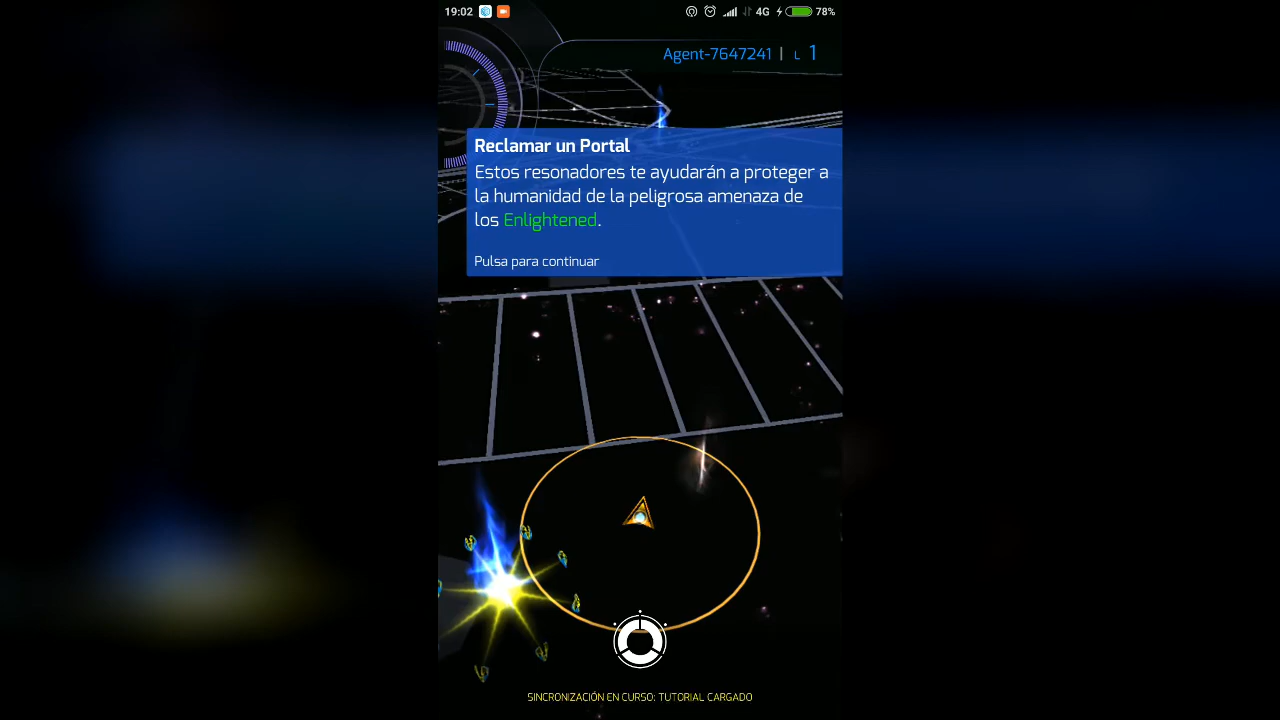 19:02 4G 78%
Agent-7647241 | L 1
Reclamar un Portal
Estos resonadores te ayudarán a proteger a
la humanidad de la peligrosa amenaza de
los Enlightened.
Pulsa para continuar
SINCRONIZACIÓN EN CURSO: TUTORIAL CARGADO